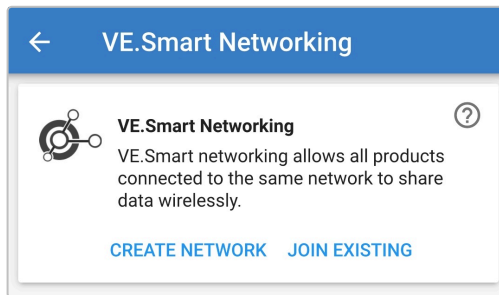 VE.Smart Networking
VE.Smart Networking
VE.Smart networking allows all products
connected to the same network to share
data wirelessly.
CREATE NETWORK JOIN EXISTING